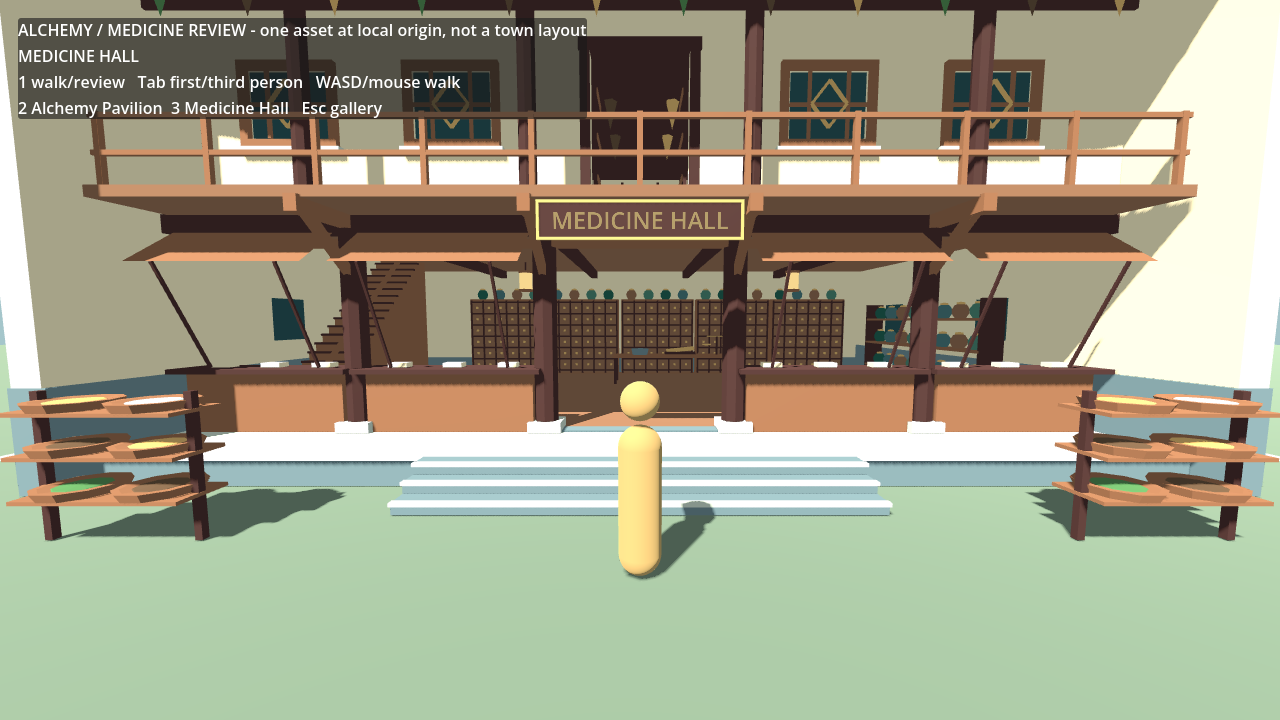 ALCHEMY / MEDICINE REVIEW - one asset at local origin, not a town layout
MEDICINE HALL
1 walk/review   Tab first/third person   WASD/mouse walk
2 Alchemy Pavilion  3 Medicine Hall   Esc gallery
MEDICINE HALL